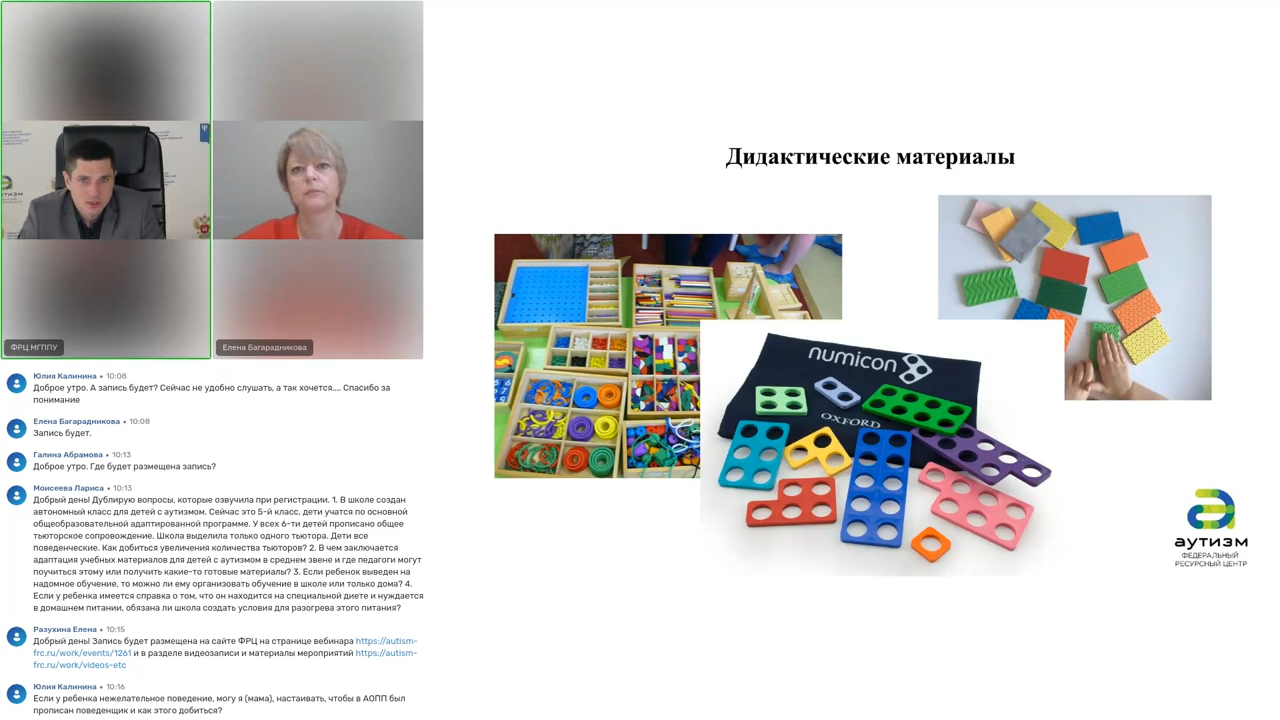 ФРЦ МГППУ
Елена Багарадникова
Юлия Калинина • 10:08
Доброе утро. А запись будет? Сейчас не удобно слушать, а так хочется.... Спасибо за
понимание
Елена Багарадникова • 10:08
Запись будет.
Галина Абрамова • 10:13
Доброе утро. Где будет размещена запись?
Моисеева Лариса • 10:13
Добрый день! Дублирую вопросы, которые озвучила при регистрации. 1. В школе создан
автономный класс для детей с аутизмом. Сейчас это 5-й класс. дети учатся по основной
общеобразовательной адаптированной программе. У всех 6-ти детей прописано общее
тьюторское сопровождение. Школа выделила только одного тьютора. Дети все
поведенческие. Как добиться увеличения количества тьюторов? 2. В чем заключается
адаптация учебных материалов для детей с аутизмом в среднем звене и где педагоги могут
поучиться этому или получить какие-то готовые материалы? 3. Если ребенок выведен на
надомное обучение, то можно ли ему организовать обучение в школе или только дома? 4.
Если у ребенка имеется справка о том, что он находится на специальной диете и нуждается
в домашнем питании, обязана ли школа создать условия для разогрева этого питания?
Разухина Елена • 10:15
Добрый день! Запись будет размещена на сайте ФРЦ на странице вебинара https://autism-
frc.ru/work/events/1261 и в разделе видеозаписи и материалы мероприятий https://autism-
frc.ru/work/videos-etc
Юлия Калинина • 10:16
Если у ребенка нежелательное поведение, могу я (мама), настаивать, чтобы в АОПП был
прописан поведенщик и как этого добиться?
Дидактические материалы
numicon
OXFORD
аутизм
ФЕДЕРАЛЬНЫЙ
РЕСУРСНЫЙ ЦЕНТР